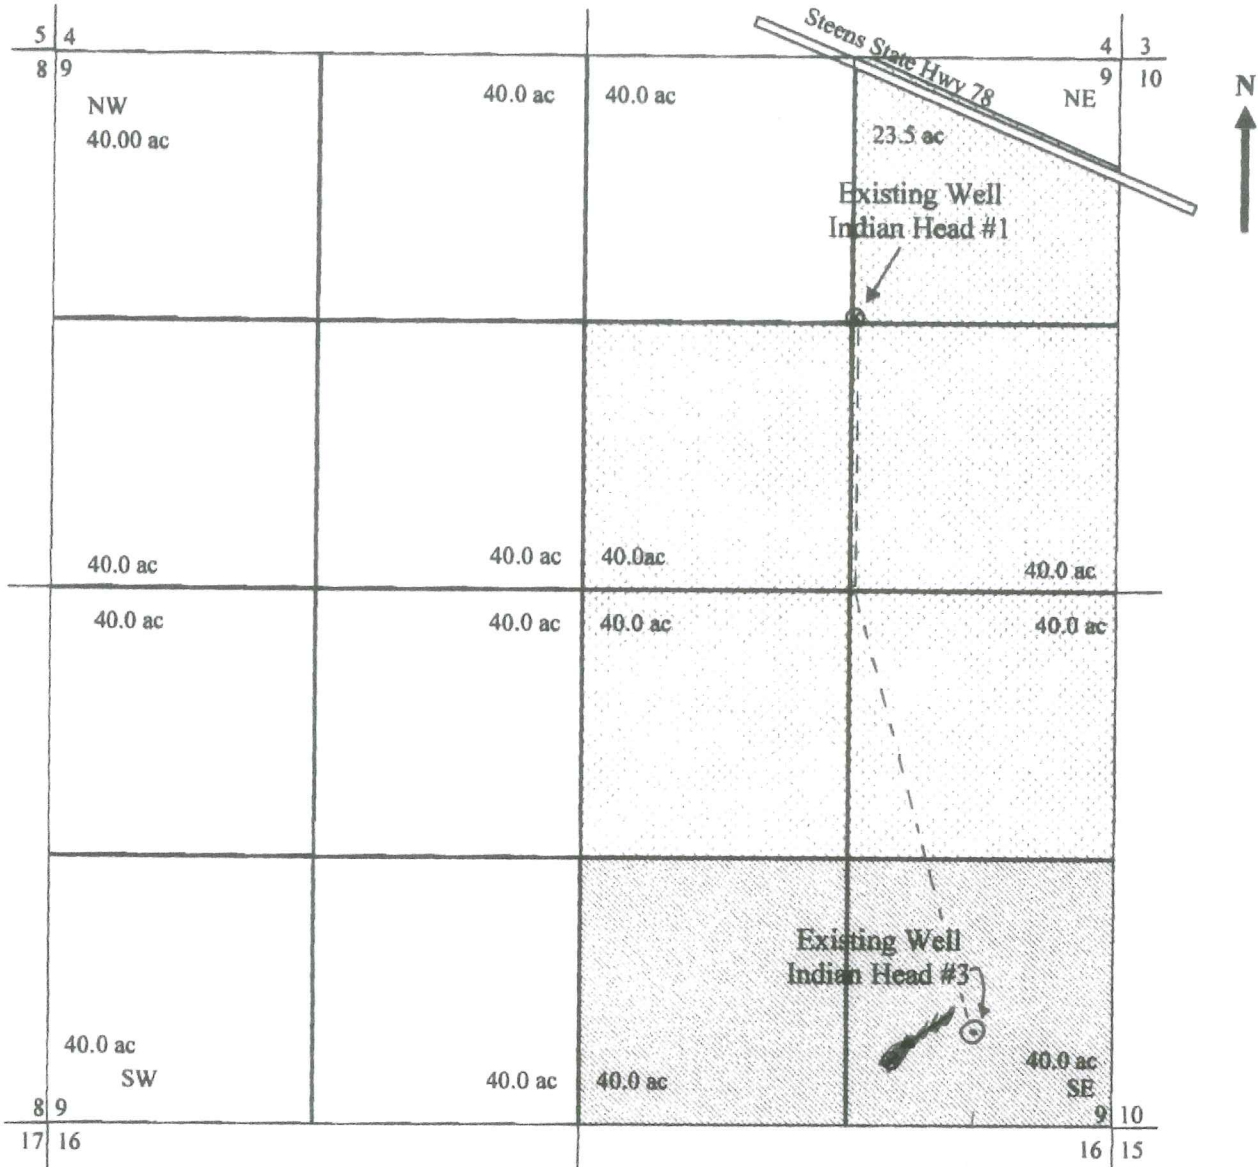 5 4
8 9
NW
40.00 ac
40.0 ac
40.0 ac
Steens State Hwy 78
4 3
9 10
NE
N
23.5 ac
Existing Well
Indian Head #1
40.0 ac
40.0 ac
40.0ac
40.0 ac
40.0 ac
40.0 ac
40.0 ac
40.0 ac
Existing Well
Indian Head #3
40.0 ac
SW
40.0 ac
40.0 ac
40.0 ac
SE
8 9
17 16
9 10
16 15